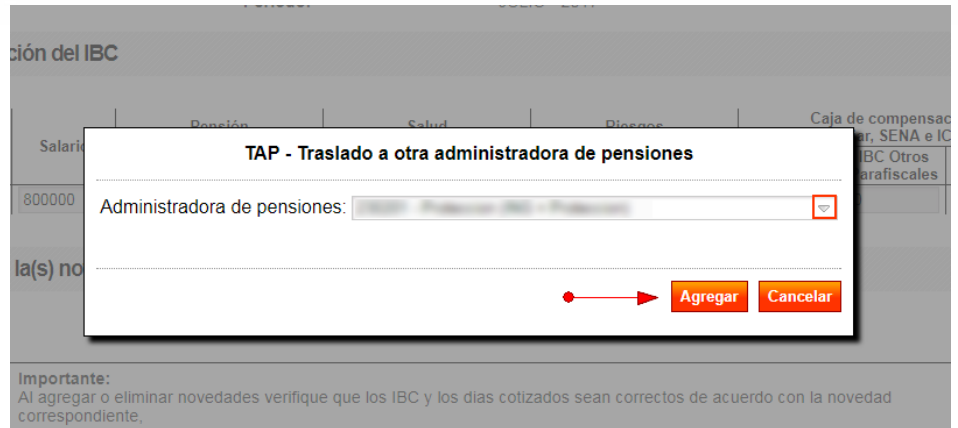 ción del IBC
Salario
Pensión
Salud
Riesgos
Caja de compensac
ar, SENA e IC
IBC Otros
arafiscales
800000
TAP - Traslado a otra administradora de pensiones
Administradora de pensiones:
la(s) no
Agregar Cancelar
Importante:
Al agregar o eliminar novedades verifique que los IBC y los días cotizados sean correctos de acuerdo con la novedad
correspondiente,